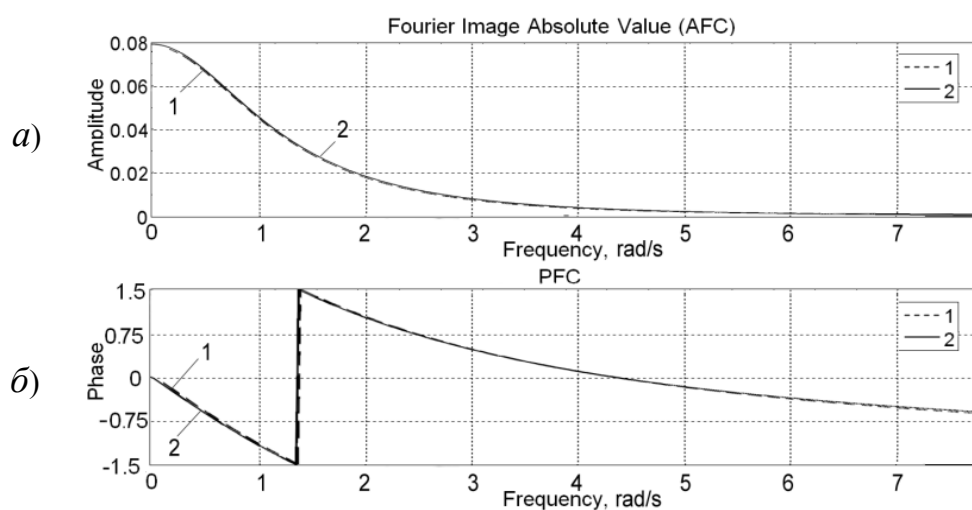 Fourier Image Absolute Value (AFC)
а)
Amplitude
0.08
0.06
0.04
0.02
0
1
2
1
2
0 1 2 3 4 5 6 7
Frequency, rad/s
PFC
б)
Phase
1.5
0.75
0
-0.75
-1.5
1
2
1
2
0 1 2 3 4 5 6 7
Frequency, rad/s